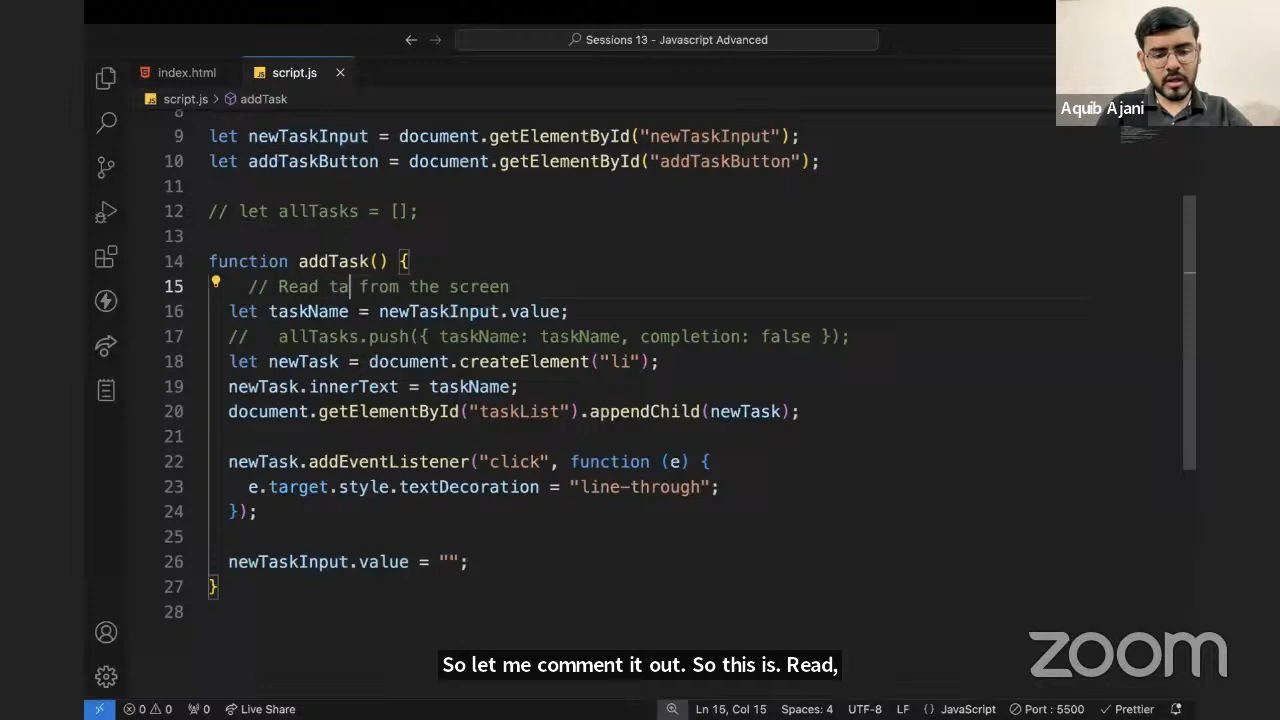 Sessions 13 - Javascript Advanced
Aquib Ajani
index.html
script.js
script.js > addTask
8
9 let newTaskInput = document.getElementById("newTaskInput");
10 let addTaskButton = document.getElementById("addTaskButton");
11
12 // let allTasks = [];
13
14 function addTask() {
15 // Read ta from the screen
16 let taskName = newTaskInput.value;
17 // allTasks.push({ taskName: taskName, completion: false });
18 let newTask = document.createElement("li");
19 newTask.innerText = taskName;
20 document.getElementById("taskList").appendChild(newTask);
21
22 newTask.addEventListener("click", function (e) {
23 e.target.style.textDecoration = "line-through";
24 });
25
26 newTaskInput.value = "";
27 }
28
zoom
So let me comment it out. So this is. Read,
0 0 0 Live Share Ln 15, Col 15 Spaces: 4 UTF-8 LF {} JavaScript Port : 5500 Prettier